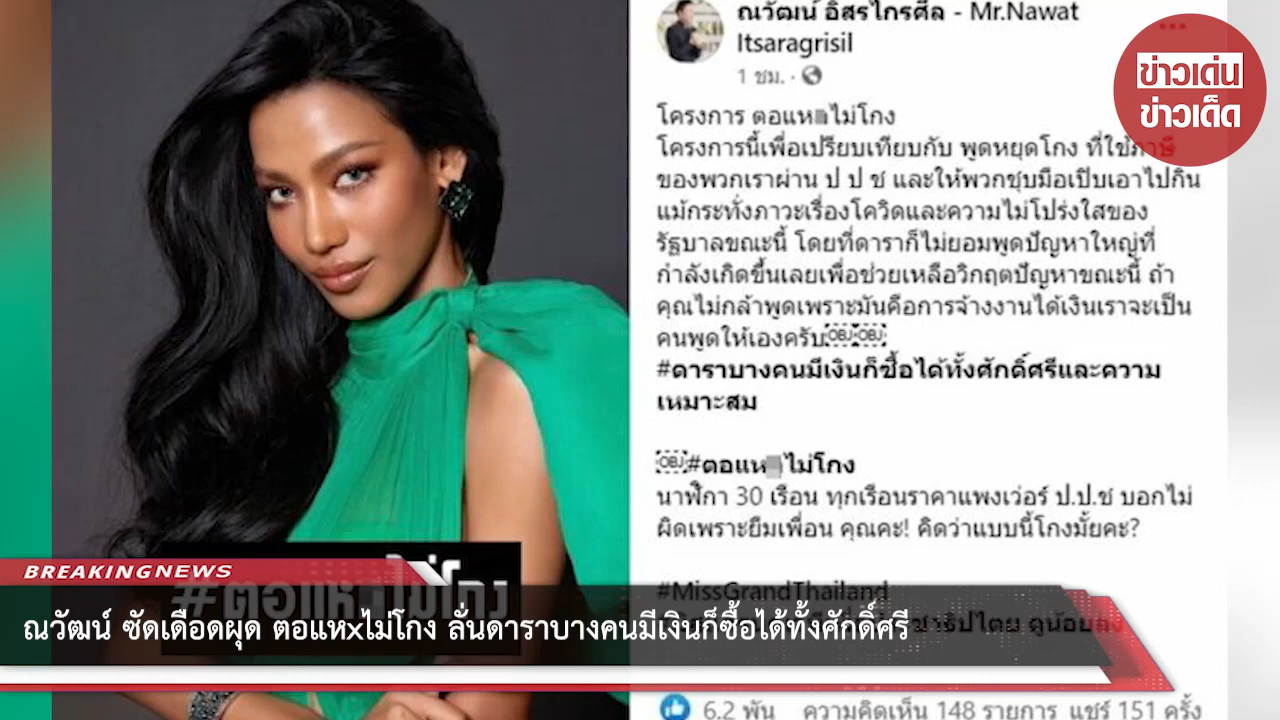 ณวัฒน์ อิสรไกรศีล - Mr.Nawat
Itsaragrisil
1 ชม.
ข่าวเด่น
ข่าวเด็ด
โครงการ ตอแห ไม่โกง
โครงการนี้เพื่อเปรียบเทียบกับ พูดหยุดโกง ที่ใช้ภาษี
ของพวกเราผ่าน ป ป ช และให้พวกชุบมือเปิบเอาไปกิน
แม้กระทั่งภาวะเรื่องโควิดและความไม่โปร่งใสของ
รัฐบาลขณะนี้ โดยที่ดาราก็ไม่ยอมพูดปัญหาใหญ่ที่
กำลังเกิดขึ้นเลยเพื่อช่วยเหลือวิกฤตปัญหาขณะนี้ ถ้า
คุณไม่กล้าพูดเพราะมันคือการจ้างงานได้เงินเราจะเป็น
คนพูดให้เองครับ
#ดาราบางคนมีเงินก็ซื้อได้ทั้งศักดิ์ศรีและความ
เหมาะสม
#ตอแห ไม่โกง
นาฬิกา 30 เรือน ทุกเรือนราคาแพงเว่อร์ ป.ป.ช บอกไม่
ผิดเพราะยืมเพื่อน คุณคะ! คิดว่าแบบนี้โกงมั้ยคะ?
#MissGrandThailand
#ตอแห ไม่โกง
BREAKING NEWS
ณวัฒน์ ซัดเดือดผุด ตอแหxไม่โกง ลั่นดาราบางคนมีเงินก็ซื้อได้ทั้งศักดิ์ศรี
6.2 พัน ความคิดเห็น 148 รายการ แชร์ 151 ครั้ง